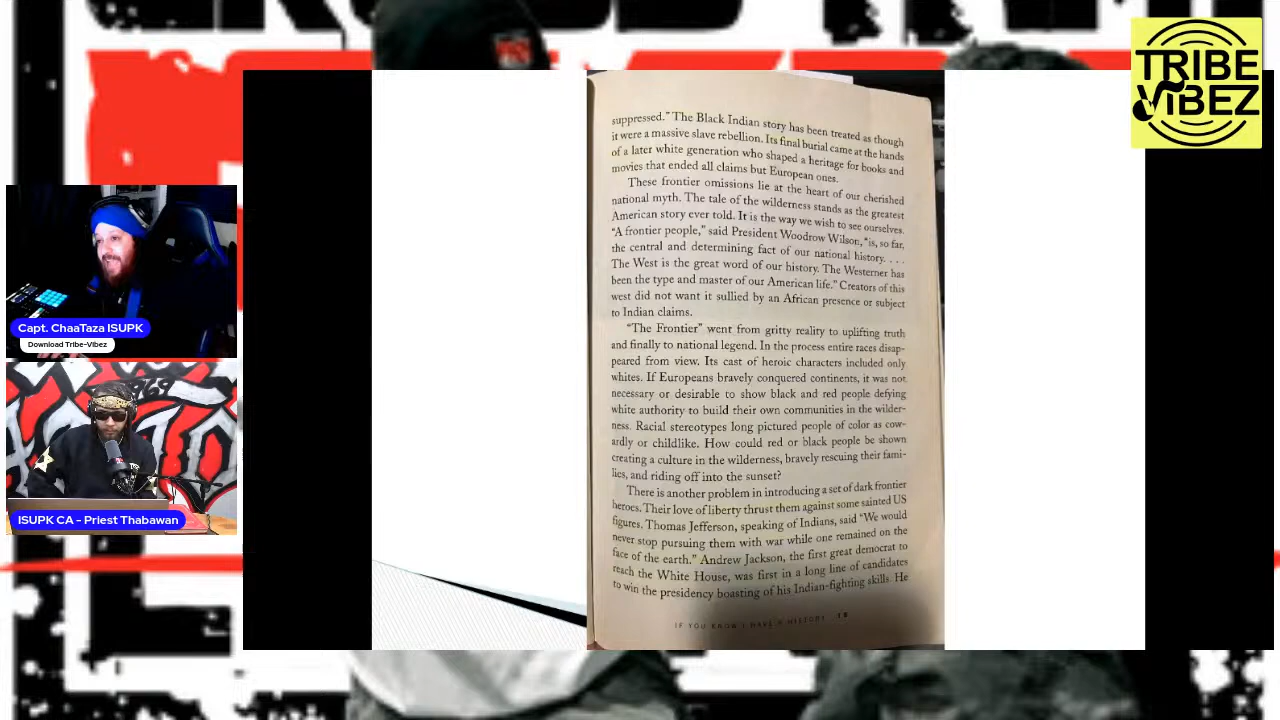 TRIBE
VIBEZ
suppressed." The Black Indian story has been treated as though
it were a massive slave rebellion. Its final burial came at the hands
of a later white generation who shaped a heritage for books and
movies that ended all claims but European ones.
These frontier omissions lie at the heart of our cherished
national myth. The tale of the wilderness stands as the greatest
American story ever told. It is the way we wish to see ourselves.
"A frontier people," said President Woodrow Wilson, "is, so far,
the central and determining fact of our national history. . . .
The West is the great word of our history. The Westerner has
been the type and master of our American life." Creators of this
west did not want it sullied by an African presence or subject
to Indian claims.
"The Frontier" went from gritty reality to uplifting truth
and finally to national legend. In the process entire races disap-
peared from view. Its cast of heroic characters included only
whites. If Europeans bravely conquered continents, it was not
necessary or desirable to show black and red people defying
white authority to build their own communities in the wilder-
ness. Racial stereotypes long pictured people of color as cow-
ardly or childlike. How could red or black people be shown
creating a culture in the wilderness, bravely rescuing their fami-
lies, and riding off into the sunset?
There is another problem in introducing a set of dark frontier
heroes. Their love of liberty thrust them against some sainted US
figures. Thomas Jefferson, speaking of Indians, said "We would
never stop pursuing them with war while one remained on the
face of the earth." Andrew Jackson, the first great democrat to
reach the White House, was first in a long line of candidates
to win the presidency boasting of his Indian-fighting skills. He
IF YOU KNOW I HAVE A HISTORY
Capt. ChaaTaza ISUPK
Download Tribe-Vibez
1969
ISUPK CA - Priest Thabawan